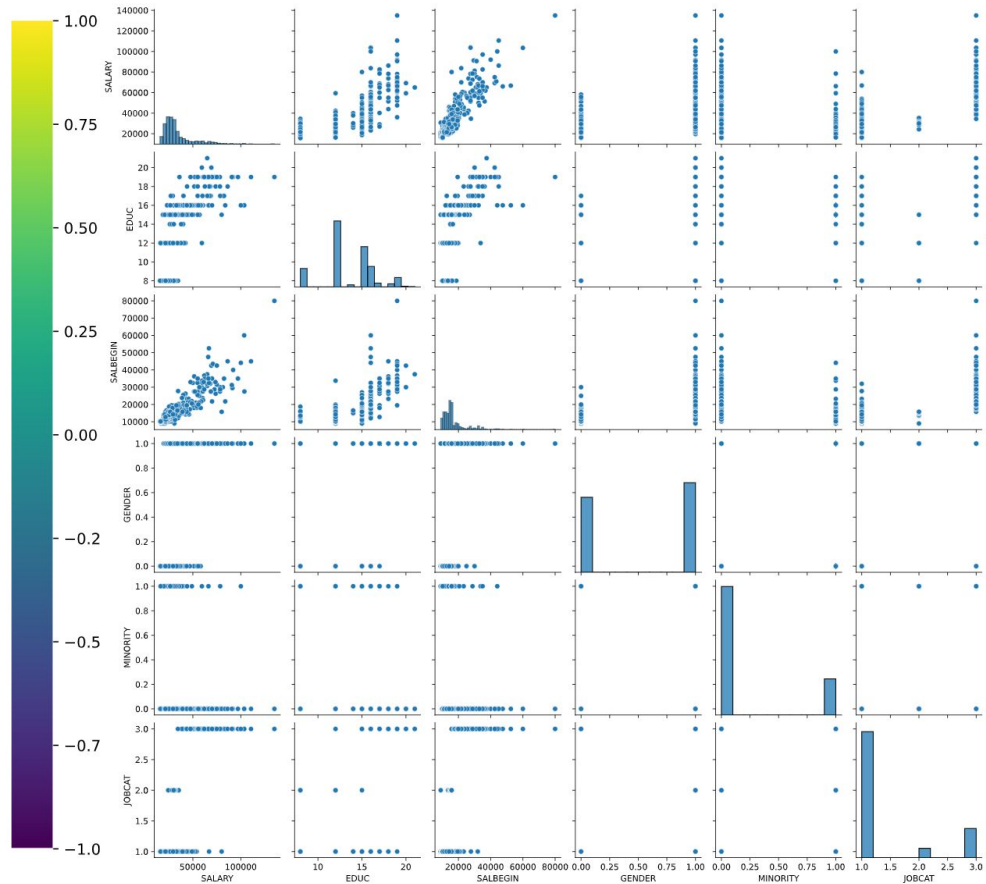 1.00
0.75
0.50
0.25
0.00
−0.2
−0.5
−0.7
−1.0
140000
120000
100000
80000
60000
40000
20000
SALARY
20
18
16
14
12
10
8
EDUC
80000
70000
60000
50000
40000
30000
20000
10000
SALBEGIN
1.0
0.8
0.6
0.4
0.2
0.0
GENDER
1.0
0.8
0.6
0.4
0.2
0.0
MINORITY
3.0
2.5
2.0
1.5
1.0
JOBCAT
50000 100000
SALARY
10 15 20
EDUC
20000 40000 60000 80000
SALBEGIN
0.00 0.25 0.50 0.75 1.00
GENDER
0.00 0.25 0.50 0.75 1.00
MINORITY
1.0 1.5 2.0 2.5 3.0
JOBCAT